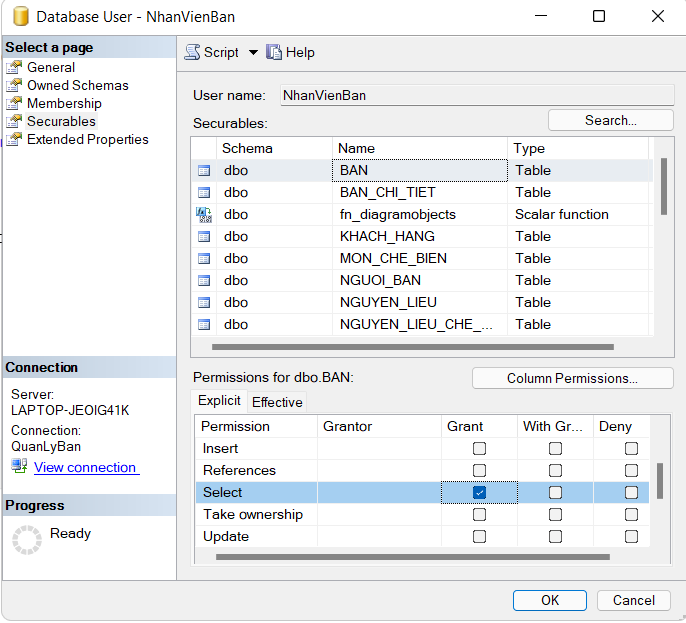 Database User - NhanVienBan
Select a page
General
Owned Schemas
Membership
Securables
Extended Properties
Script Help
User name: NhanVienBan
Securables: Search...
Schema Name Type
dbo BAN Table
dbo BAN_CHI_TIET Table
dbo fn_diagramobjects Scalar function
dbo KHACH_HANG Table
dbo MON_CHE_BIEN Table
dbo NGUOI_BAN Table
dbo NGUYEN_LIEU Table
dbo NGUYEN_LIEU_CHE_... Table
Connection
Server:
LAPTOP-JEOIG41K
Connection:
QuanLyBan
View connection
Progress
Ready
Permissions for dbo.BAN: Column Permissions...
Explicit Effective
Permission Grantor Grant With Gr... Deny
Insert
References
Select
Take ownership
Update
OK Cancel